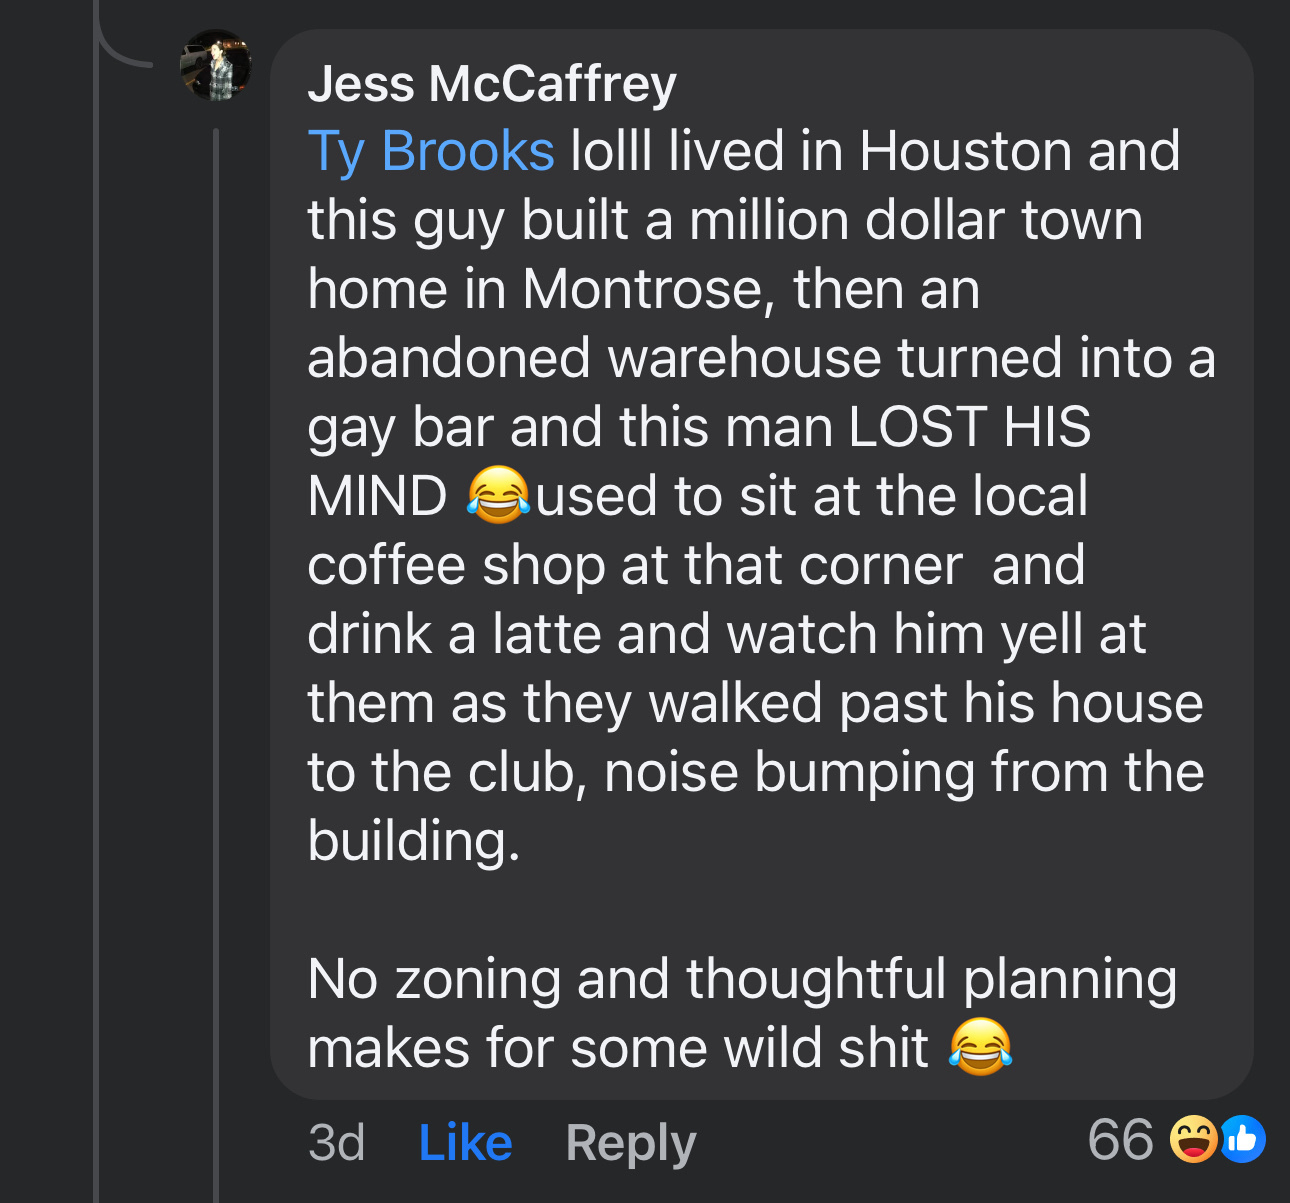 Jess McCaffrey
Ty Brooks lolll lived in Houston and
this guy built a million dollar town
home in Montrose, then an
abandoned warehouse turned into a
gay bar and this man LOST HIS
MIND 😂used to sit at the local
coffee shop at that corner  and
drink a latte and watch him yell at
them as they walked past his house
to the club, noise bumping from the
building.
No zoning and thoughtful planning
makes for some wild shit 😂
3d Like Reply 66